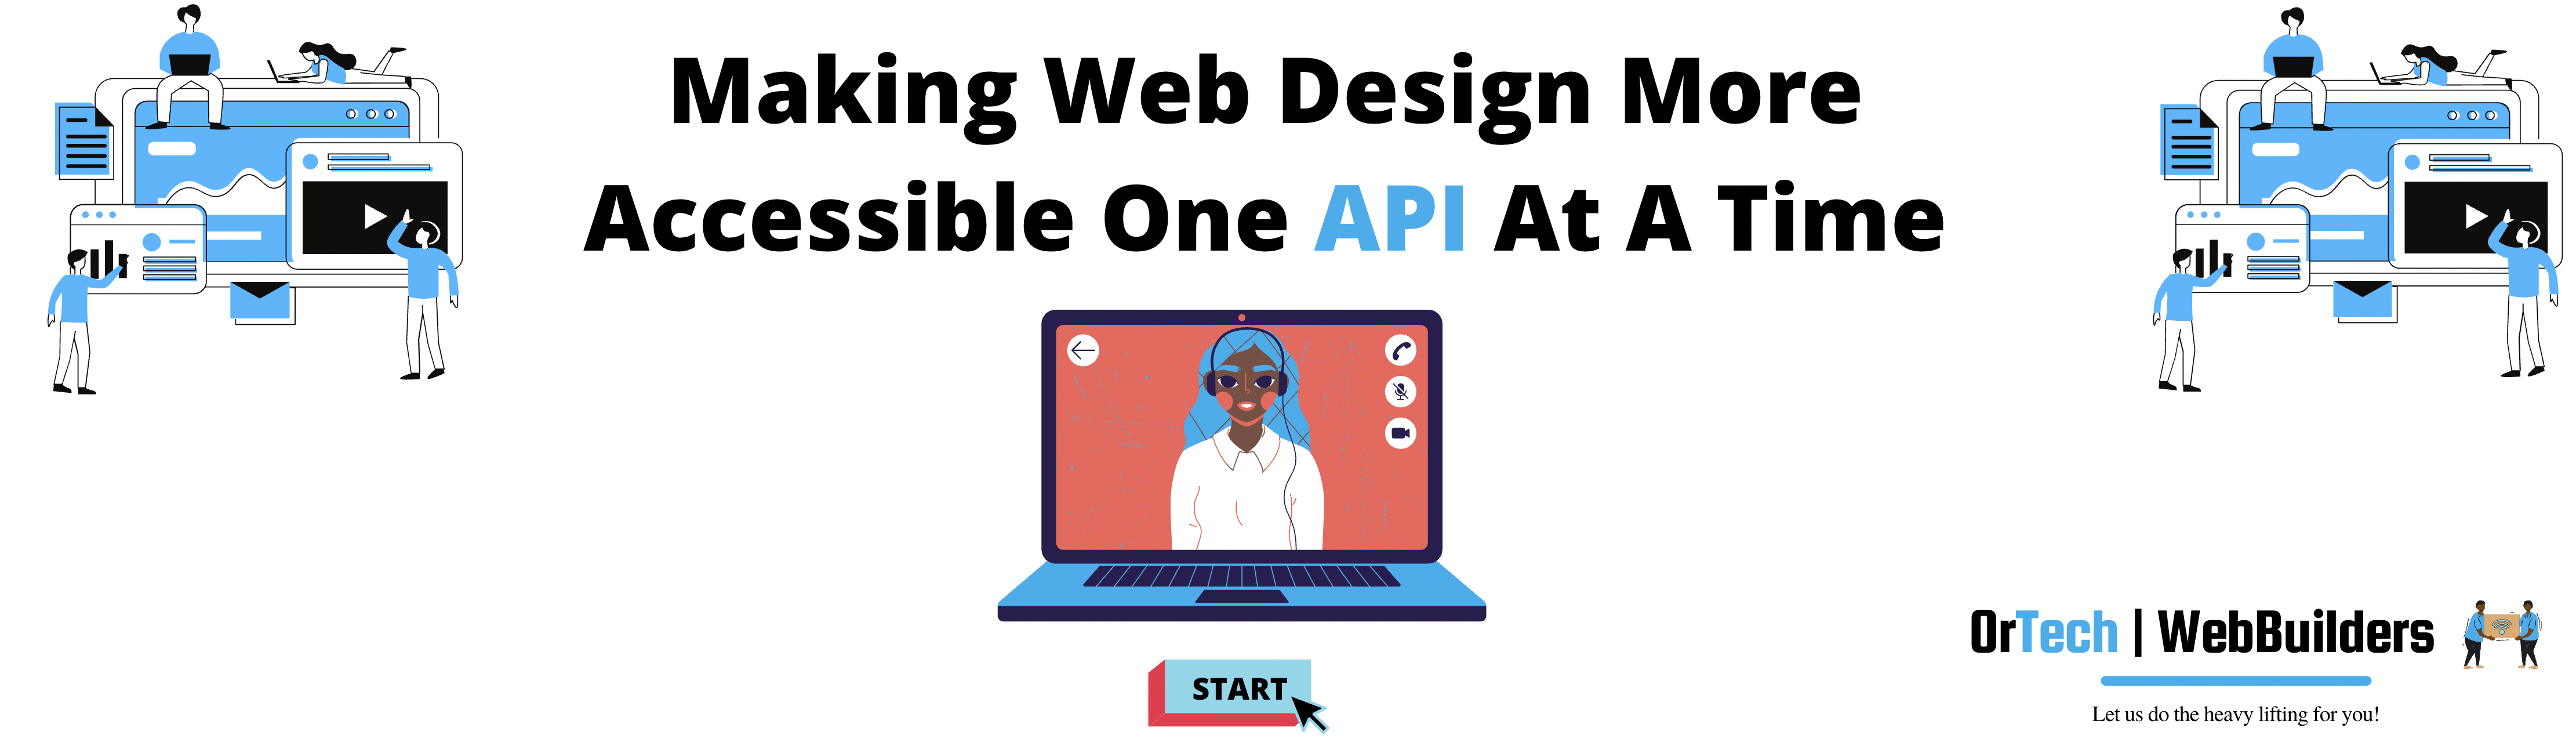 Making Web Design More
Accessible One API At A Time
START
OrTech | WebBuilders
Let us do the heavy lifting for you!